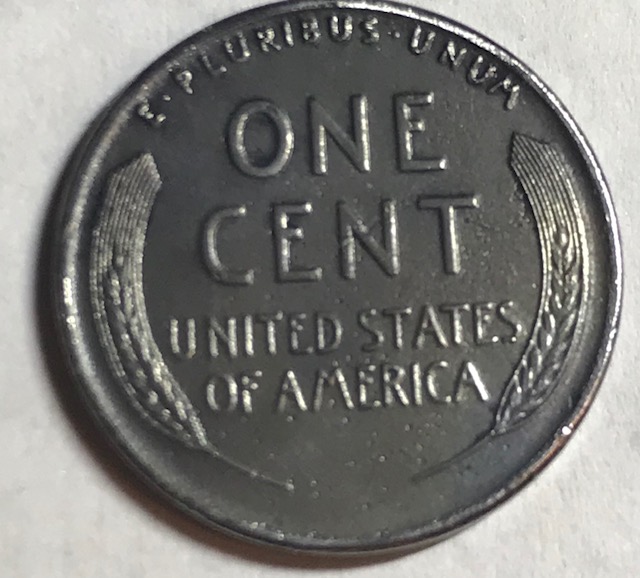 E·PLURIBUS·UNUM
ONE
CENT
UNITED STATES
OF AMERICA